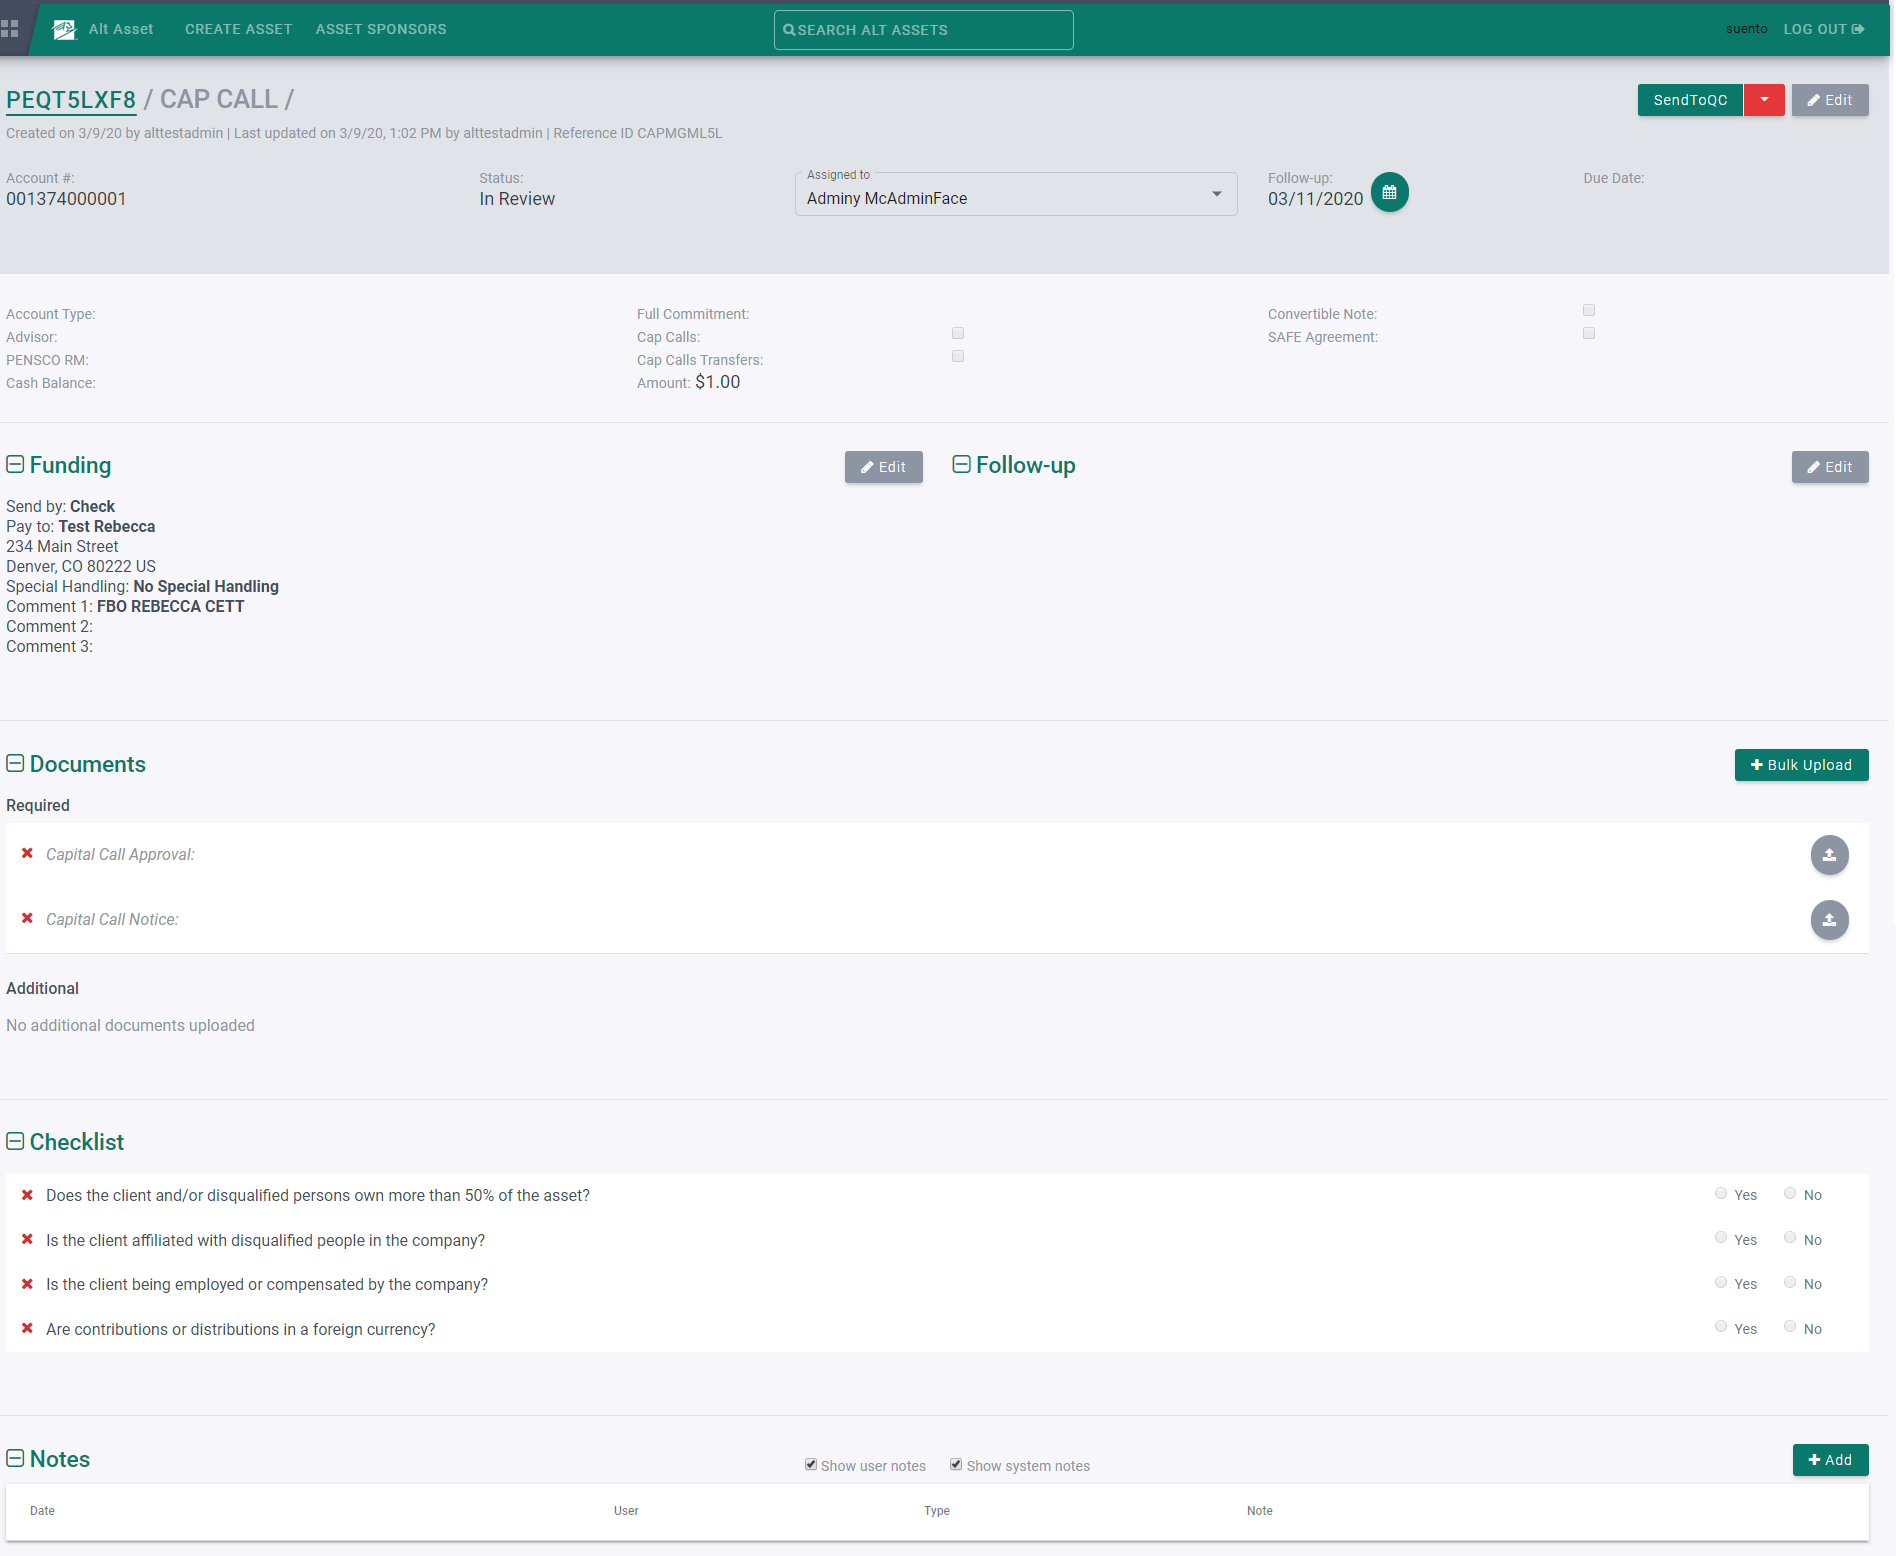 Alt Asset CREATE ASSET ASSET SPONSORS SEARCH ALT ASSETS suento LOG OUT
PEQT5LXF8 / CAP CALL / SendToQC Edit
Created on 3/9/20 by alttestadmin | Last updated on 3/9/20, 1:02 PM by alttestadmin | Reference ID CAPMGML5L
Account #: Status: Assigned to Follow-up: Due Date:
001374000001 In Review Adminy McAdminFace 03/11/2020
Account Type: Full Commitment: Convertible Note:
Advisor: Cap Calls: SAFE Agreement:
PENSCO RM: Cap Calls Transfers:
Cash Balance: Amount: $1.00
Funding Edit Follow-up Edit
Send by: Check
Pay to: Test Rebecca
234 Main Street
Denver, CO 80222 US
Special Handling: No Special Handling
Comment 1: FBO REBECCA CETT
Comment 2:
Comment 3:
Documents Bulk Upload
Required
Capital Call Approval:
Capital Call Notice:
Additional
No additional documents uploaded
Checklist
Does the client and/or disqualified persons own more than 50% of the asset? Yes No
Is the client affiliated with disqualified people in the company? Yes No
Is the client being employed or compensated by the company? Yes No
Are contributions or distributions in a foreign currency? Yes No
Notes Show user notes Show system notes Add
Date User Type Note